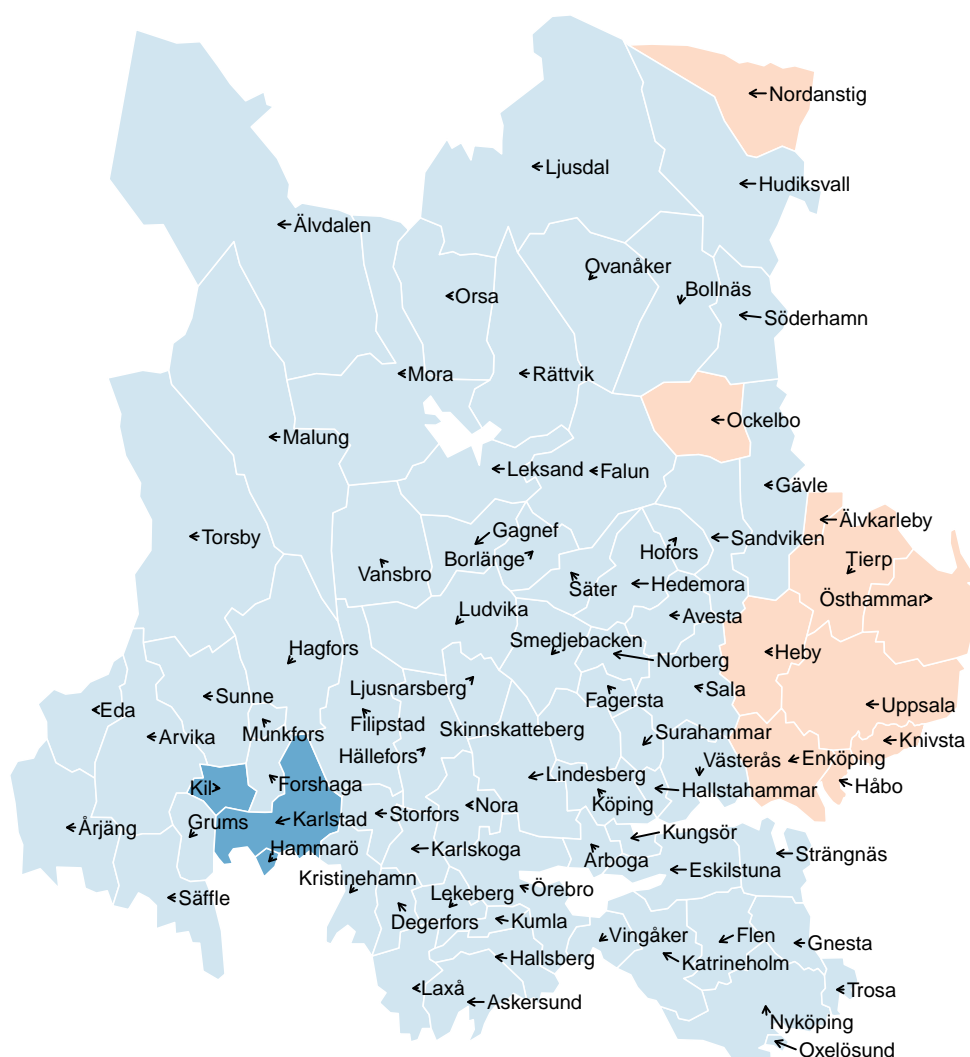 Nordanstig
Ljusdal
Hudiksvall
Älvdalen
Ovanåker
Bollnäs
Orsa
Söderhamn
Mora
Rättvik
Ockelbo
Malung
Leksand
Falun
Gävle
Älvkarleby
Torsby
Gagnef
Sandviken
Hofors
Borlänge
Tierp
Vansbro
Säter
Hedemora
Östhammar
Ludvika
Avesta
Smedjebacken
Hagfors
Heby
Norberg
Ljusnarsberg
Sunne
Fagersta
Sala
Uppsala
Eda
Filipstad
Munkfors
Skinnskatteberg
Surahammar
Knivsta
Arvika
Hällefors
Västerås
Enköping
Lindesberg
Forshaga
Kil
Hallstahammar
Håbo
Köping
Nora
Storfors
Karlstad
Grums
Årjäng
Kungsör
Hammarö
Karlskoga
Arboga
Strängnäs
Eskilstuna
Kristinehamn
Örebro
Lekeberg
Säffle
Degerfors
Kumla
Vingåker
Flen
Gnesta
Hallsberg
Katrineholm
Laxå
Trosa
Askersund
Nyköping
Oxelösund